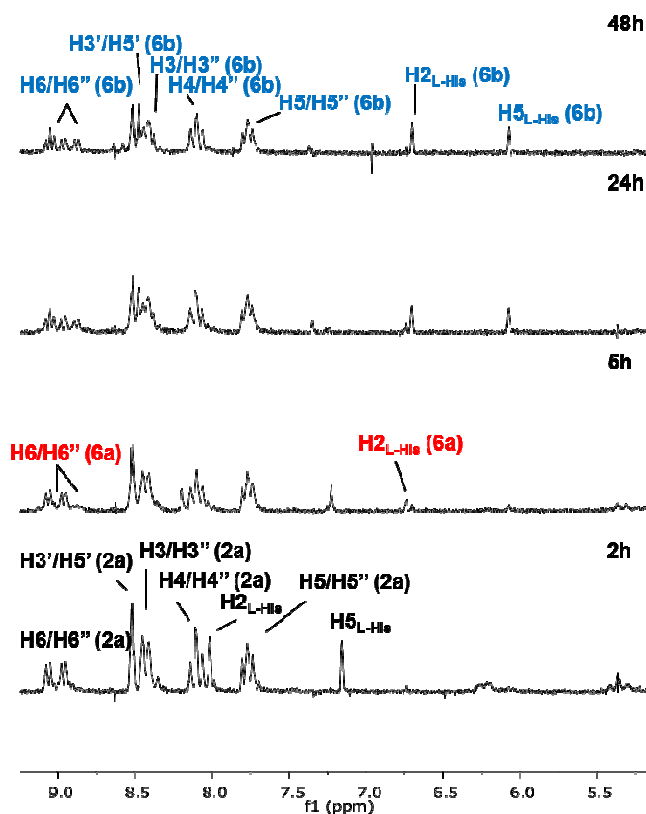 48h
H3’/H5’ (6b)
H3/H3” (6b)
H6/H6” (6b)
H4/H4” (6b)
H2L-His (6b)
H5/H5” (6b)
H5L-His (6b)
24h
5h
H6/H6” (6a)
H2L-His (6a)
2h
H3’/H5’ (2a)
H3/H3” (2a)
H4/H4” (2a)
H5/H5” (2a)
H2L-His
H5L-His
H6/H6” (2a)
9.0 8.5 8.0 7.5 7.0 6.5 6.0 5.5
f1 (ppm)